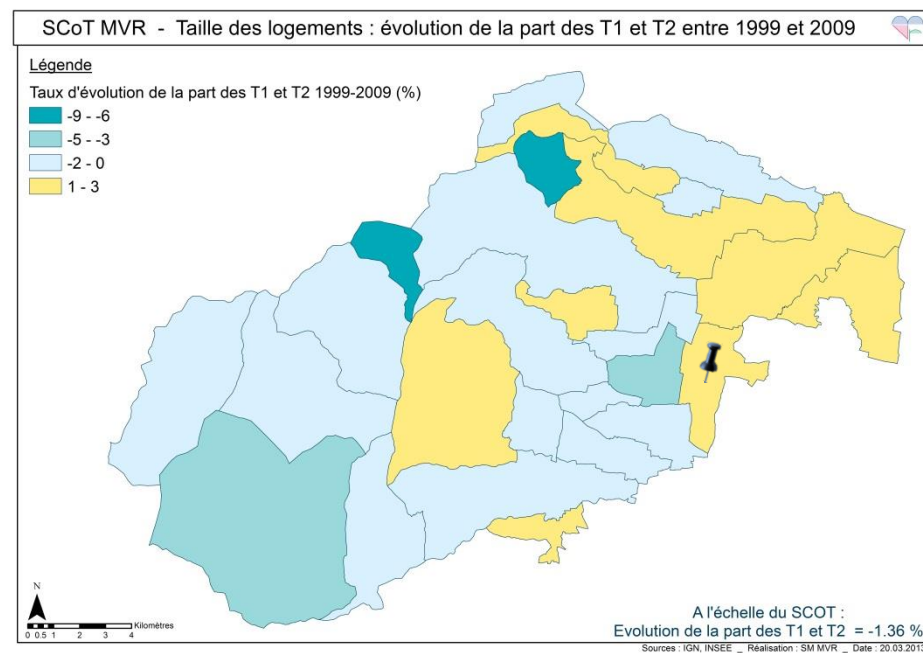 SCoT MVR - Taille des logements : évolution de la part des T1 et T2 entre 1999 et 2009
Légende
Taux d'évolution de la part des T1 et T2 1999-2009 (%)
-9 - -6
-5 - -3
-2 - 0
1 - 3
N
Kilomètres
0 0.5 1 2 3 4
A l'échelle du SCOT :
Evolution de la part des T1 et T2 = -1.36 %
Sources : IGN, INSEE _ Réalisation : SM MVR _ Date :